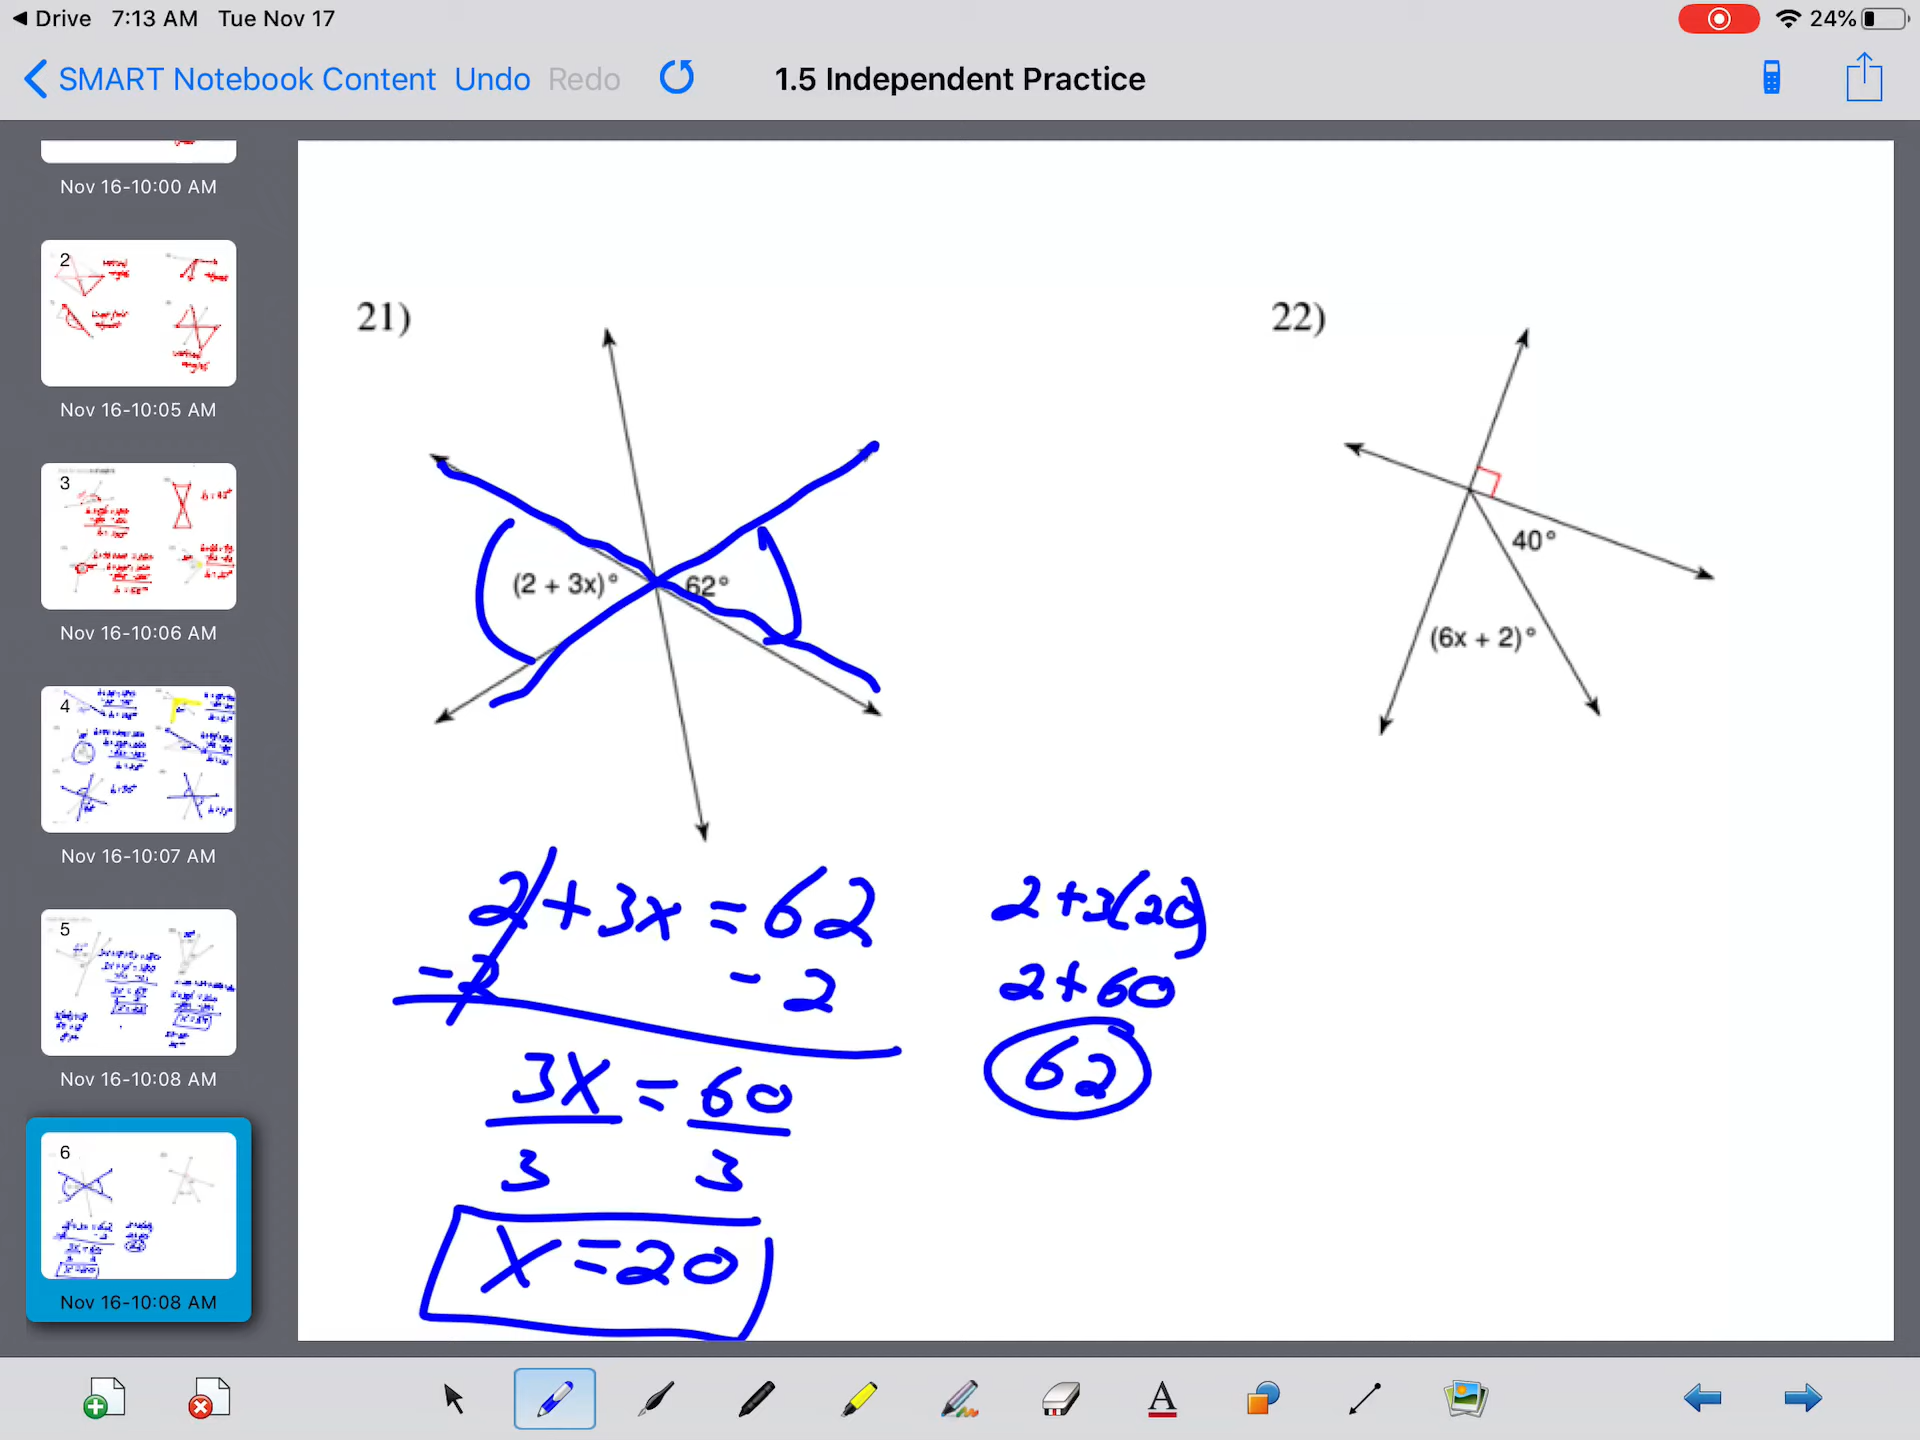 Drive 7:13 AM Tue Nov 17
24%
SMART Notebook Content Undo Redo
1.5 Independent Practice
Nov 16-10:00 AM
2
Nov 16-10:05 AM
3
Nov 16-10:06 AM
4
Nov 16-10:07 AM
5
Nov 16-10:08 AM
6
Nov 16-10:08 AM
21)
(2 + 3x)°
62°
2 + 3x = 62
- 2 - 2
3x = 60
3 3
x = 20
2 + 3(20)
2 + 60
62
22)
40°
(6x + 2)°
A